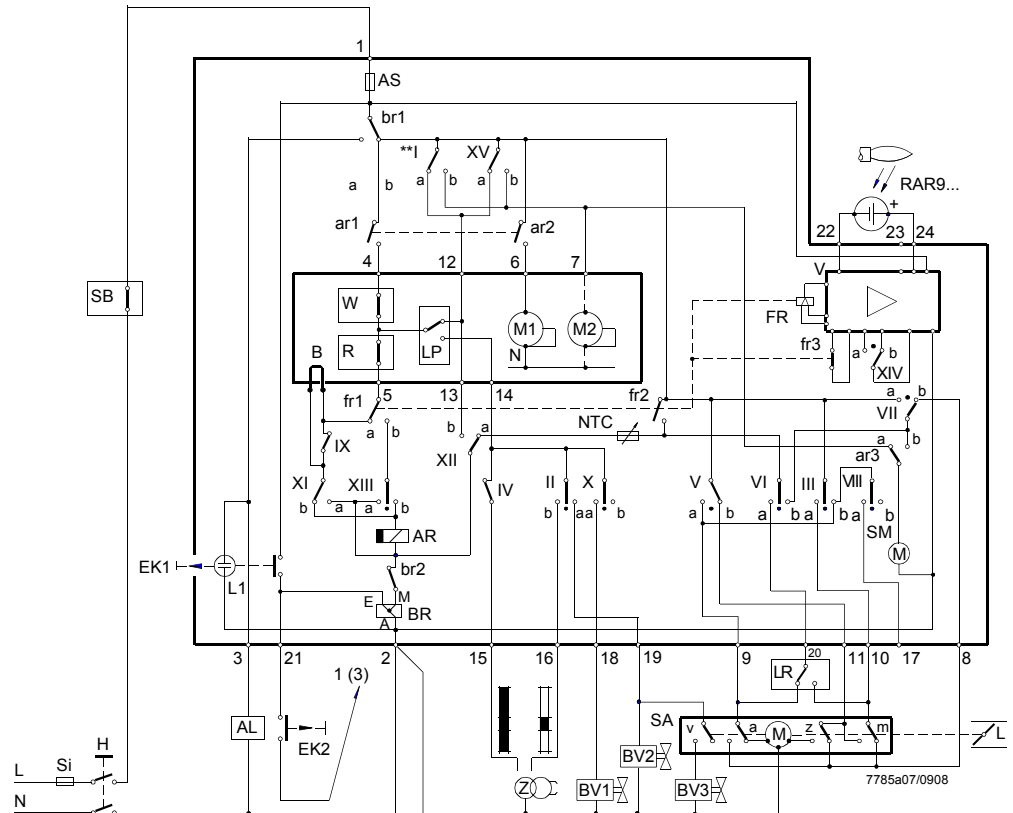 1
AS
br1
**I XV
a b a b a b
RAR9...
+
ar1 ar2
22 23 24
4 12 6 7
V
SB
W
FR
M1 M2
R LP
N
fr3
a b
B
XIV
fr1 5 13 14 fr2
a b
VII
a b b a NTC
b
IX
a
XII
ar3
XI XIII IV II X V VI III VIII
b a a b b a a b a b a b a b a b
SM
AR
M
EK1
br2
L1
E M
BR
A
3 21 2 15 16 18 19 9 20 11 10 17 8
1 (3)
LR
AL
SA v a M z m L
EK2
H
BV2
L Si
Z BV1 BV3
7785a07/0908
N